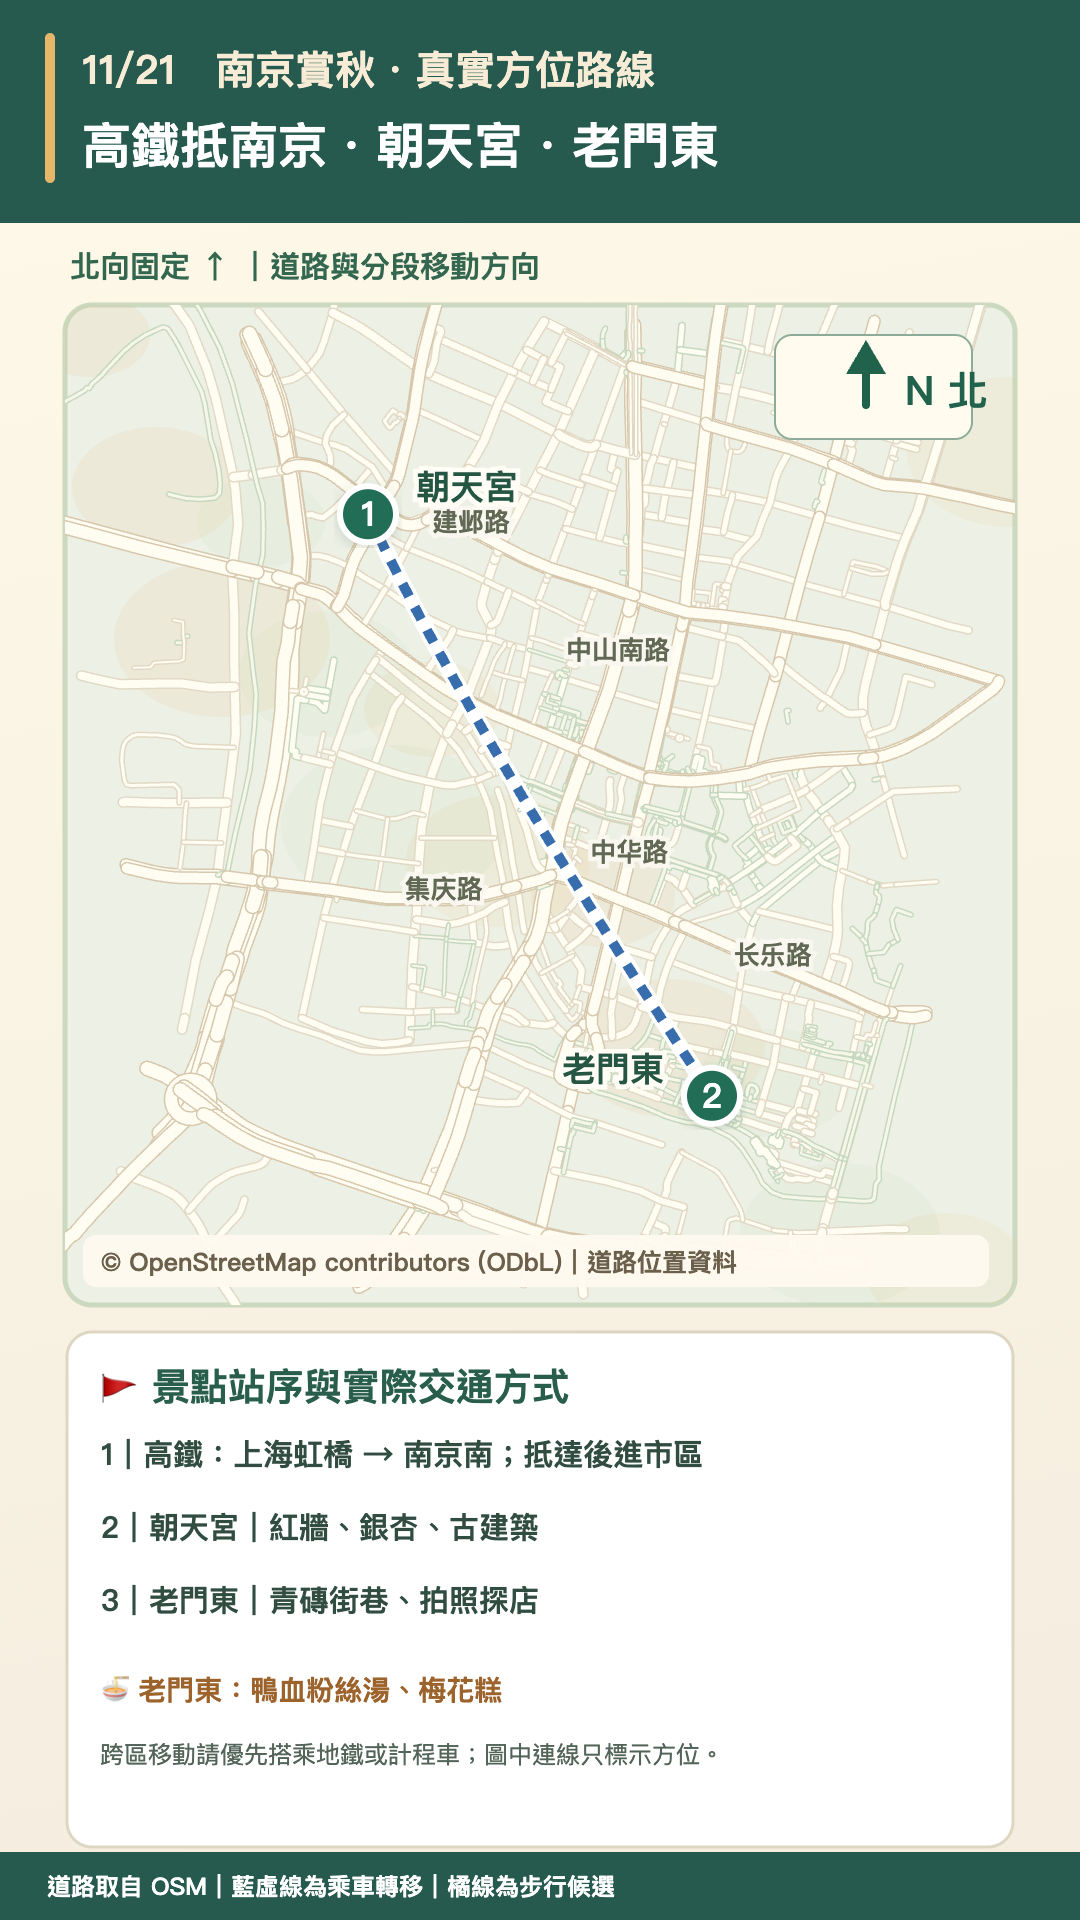 11/21 南京賞秋·真實方位路線
高鐵抵南京·朝天宮·老門東
北向固定 ↑ ｜道路與分段移動方向
N 北
朝天宮
1
建邺路
中山南路
中华路
集庆路
长乐路
老門東
2
© OpenStreetMap contributors (ODbL)｜道路位置資料
景點站序與實際交通方式
1｜高鐵：上海虹橋 → 南京南；抵達後進市區
2｜朝天宮｜紅牆、銀杏、古建築
3｜老門東｜青磚街巷、拍照探店
老門東：鴨血粉絲湯、梅花糕
跨區移動請優先搭乘地鐵或計程車；圖中連線只標示方位。
道路取自 OSM｜藍虛線為乘車轉移｜橘線為步行候選